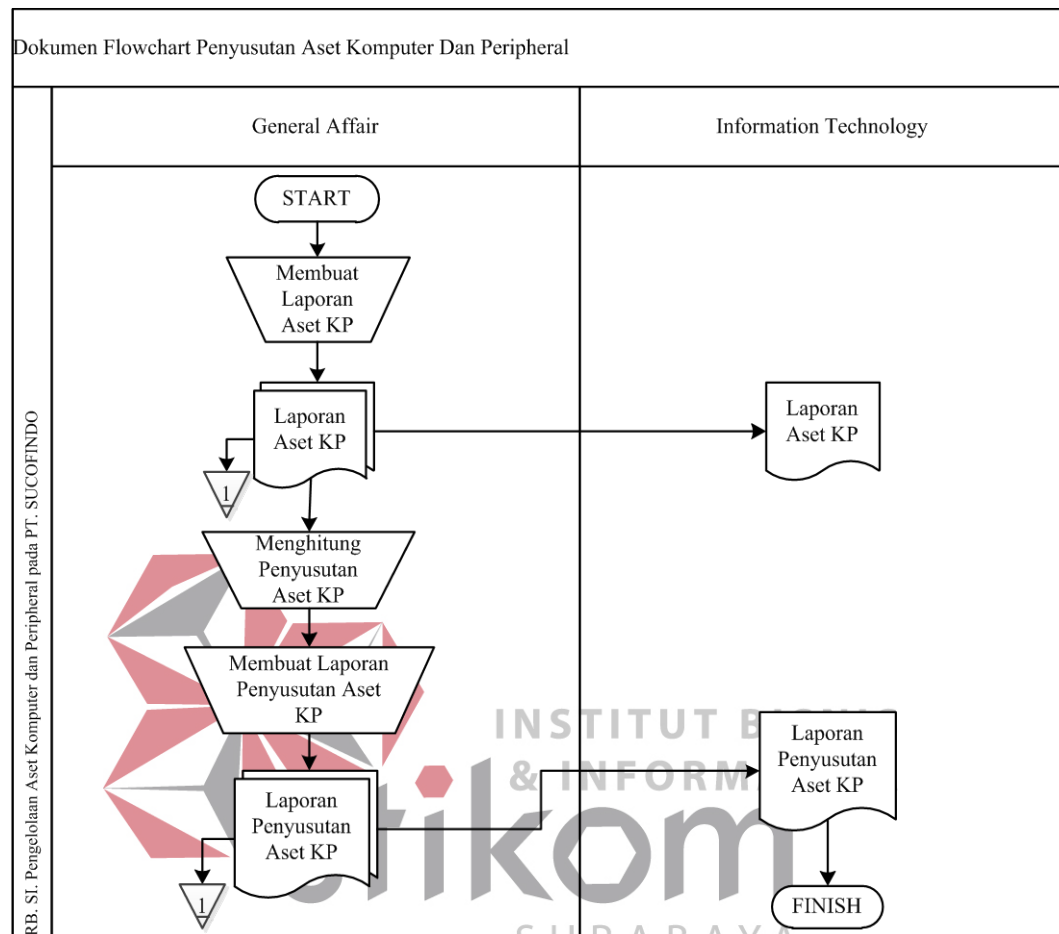 Dokumen Flowchart Penyusutan Aset Komputer Dan Peripheral
General Affair
Information Technology
RB. SI. Pengelolaan Aset Komputer dan Peripheral pada PT. SUCOFINDO
START
Membuat
Laporan
Aset KP
Laporan
Aset KP
1
Laporan
Aset KP
Menghitung
Penyusutan
Aset KP
Membuat Laporan
Penyusutan Aset
KP
Laporan
Penyusutan
Aset KP
1
Laporan
Penyusutan
Aset KP
FINISH
INSTITUT
stikom
SURABAYA